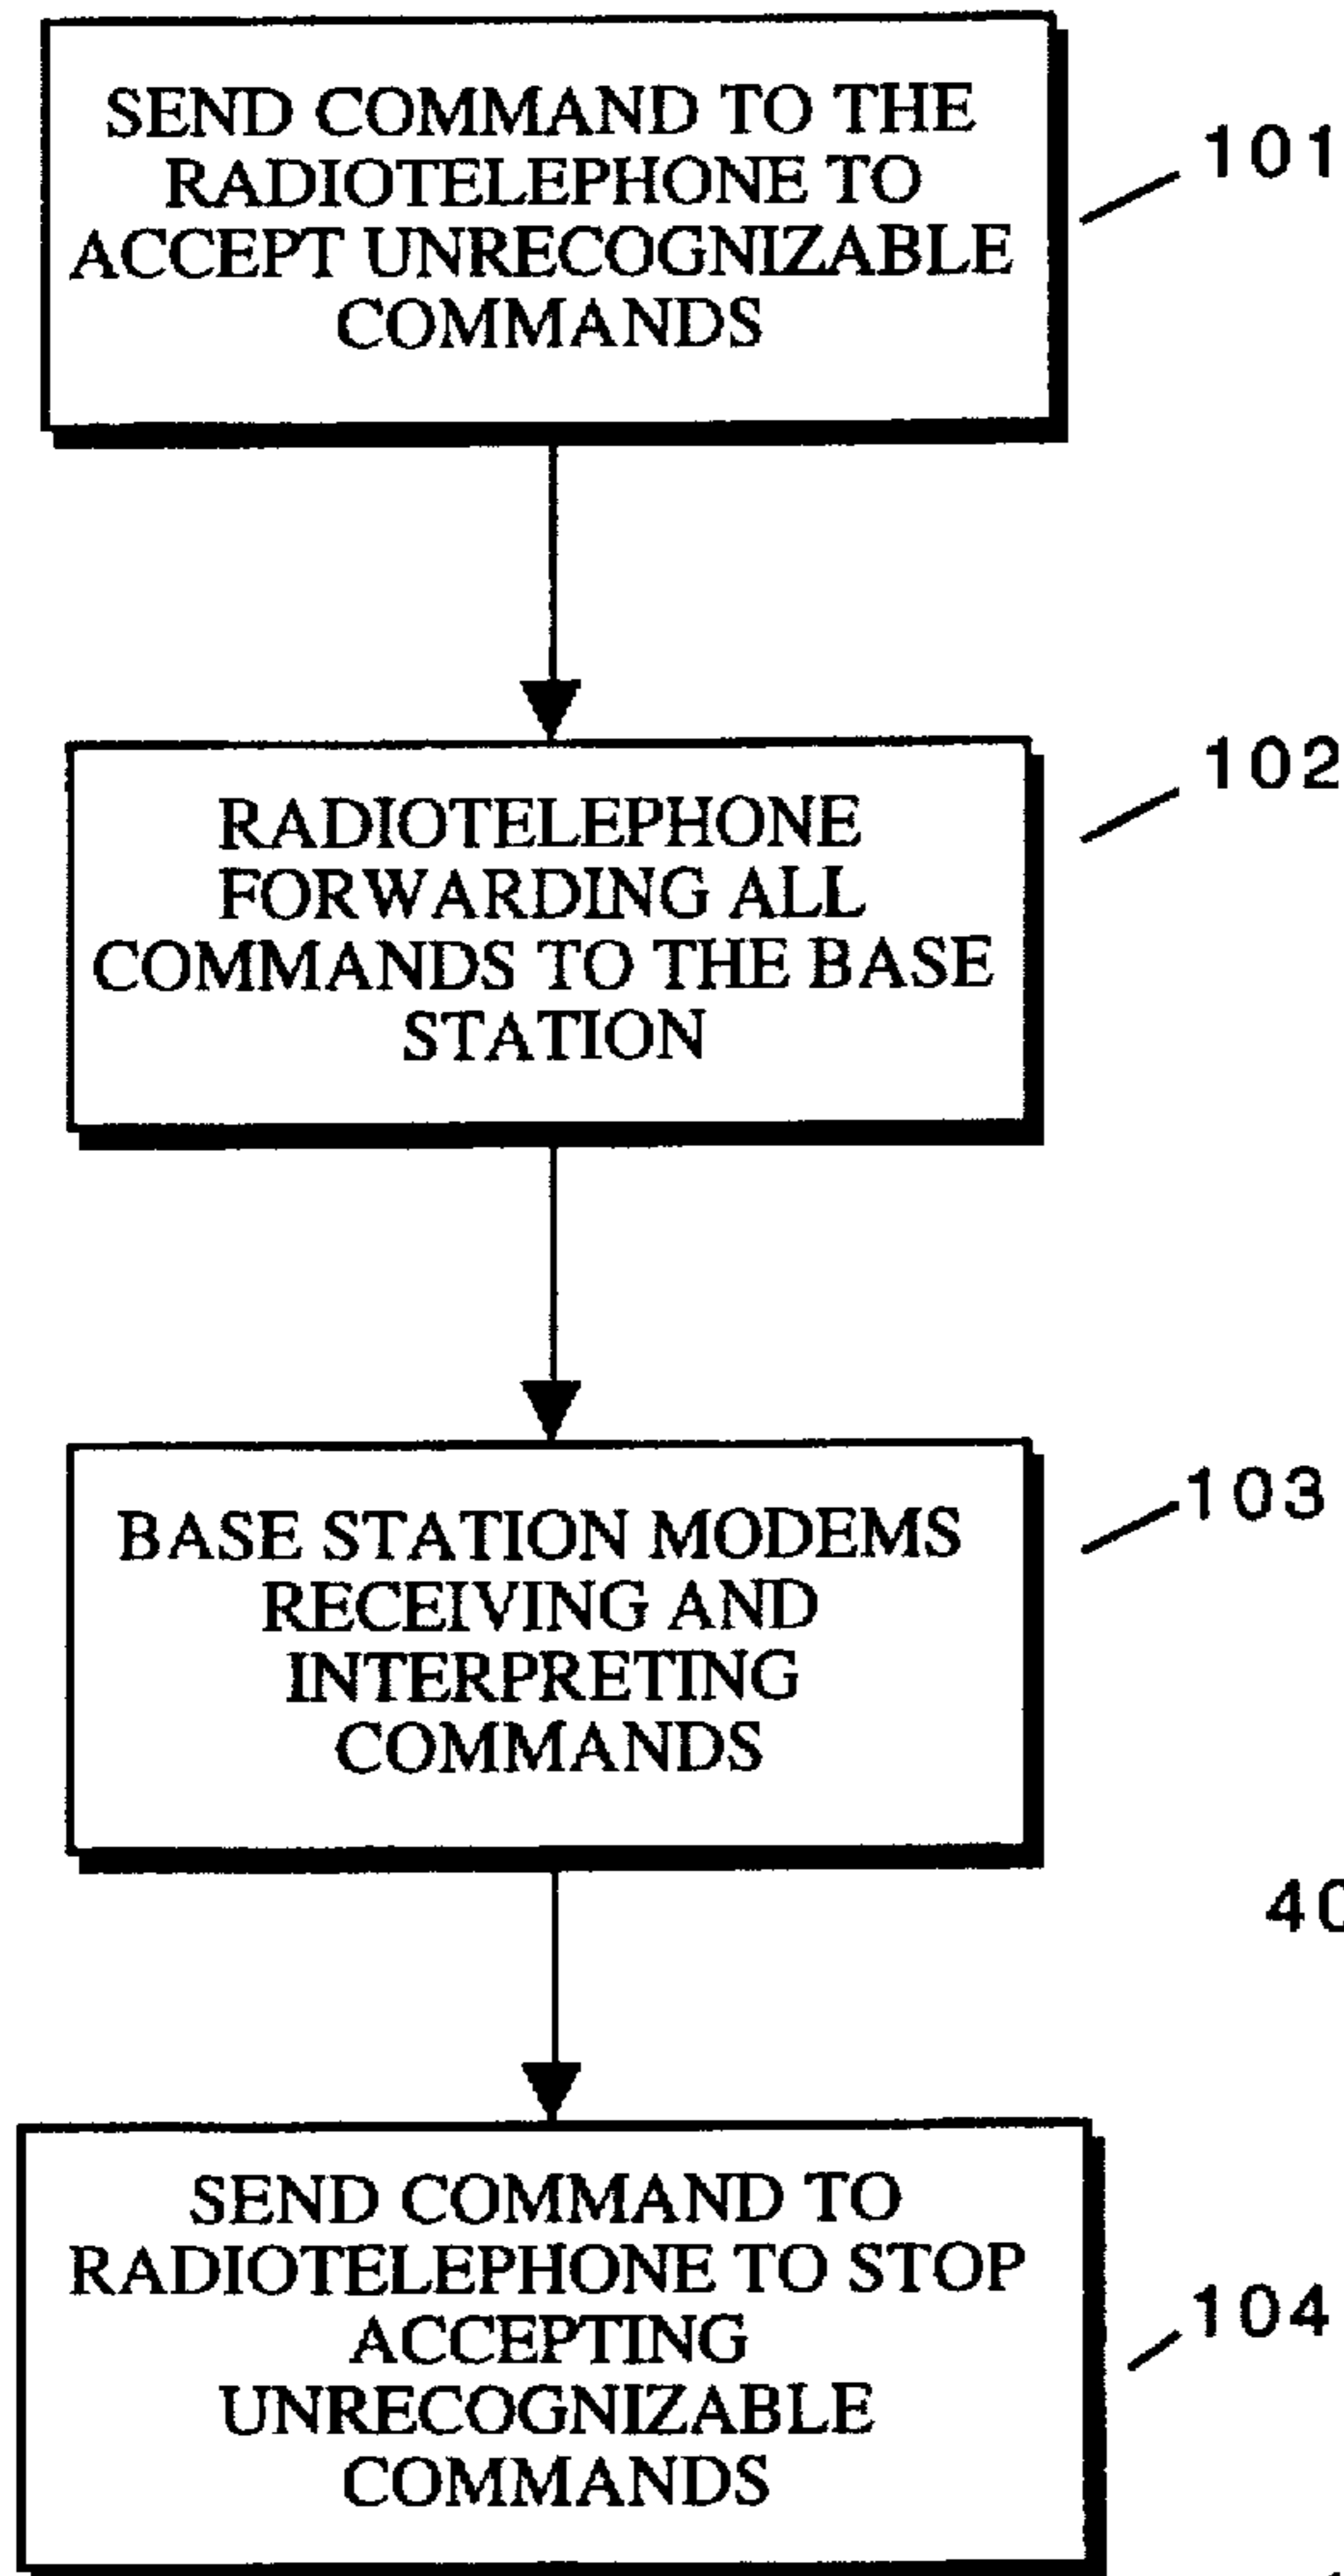 SEND COMMAND TO THE
RADIOTELEPHONE TO
ACCEPT UNRECOGNIZABLE
COMMANDS
101
RADIOTELEPHONE
FORWARDING ALL
COMMANDS TO THE BASE
STATION
102
BASE STATION MODEMS
RECEIVING AND
INTERPRETING
COMMANDS
103
SEND COMMAND TO
RADIOTELEPHONE TO STOP
ACCEPTING
UNRECOGNIZABLE
COMMANDS
104